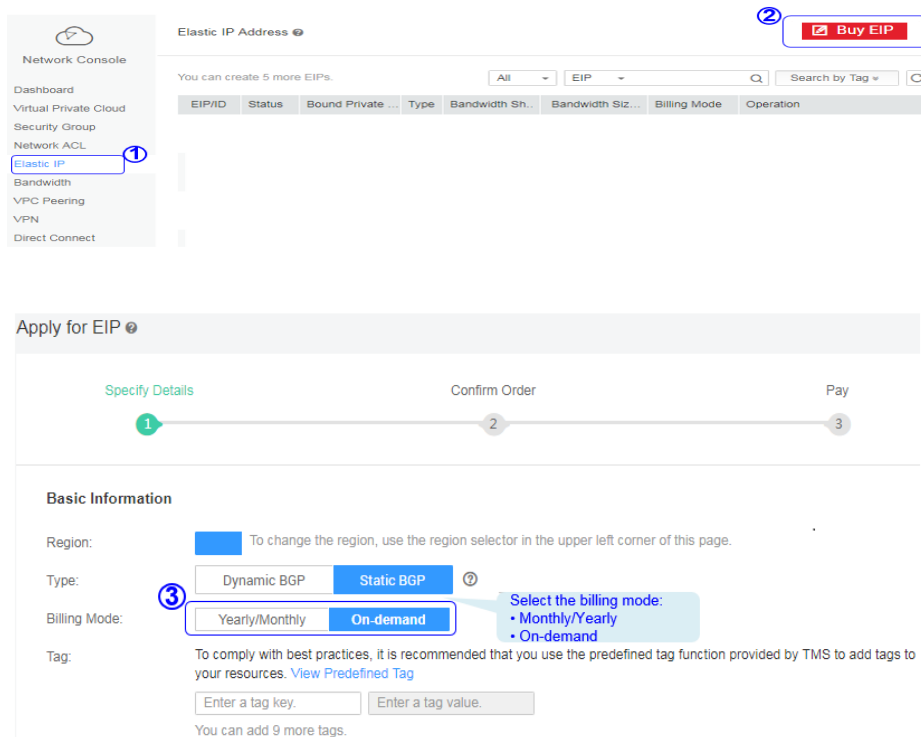 ②
Elastic IP Address
Buy EIP
Network Console
You can create 5 more EIPs.
All
EIP
Search by Tag
Dashboard
EIP/ID Status Bound Private ... Type Bandwidth Sh.. Bandwidth Siz... Billing Mode Operation
Virtual Private Cloud
Security Group
Network ACL
①
Elastic IP
Bandwidth
VPC Peering
VPN
Direct Connect
Apply for EIP
Specify Details Confirm Order Pay
1 2 3
Basic Information
Region: To change the region, use the region selector in the upper left corner of this page.
Type: Dynamic BGP Static BGP
③
Billing Mode: Yearly/Monthly On-demand
Select the billing mode:
• Monthly/Yearly
• On-demand
Tag: To comply with best practices, it is recommended that you use the predefined tag function provided by TMS to add tags to
your resources. View Predefined Tag
Enter a tag key. Enter a tag value.
You can add 9 more tags.